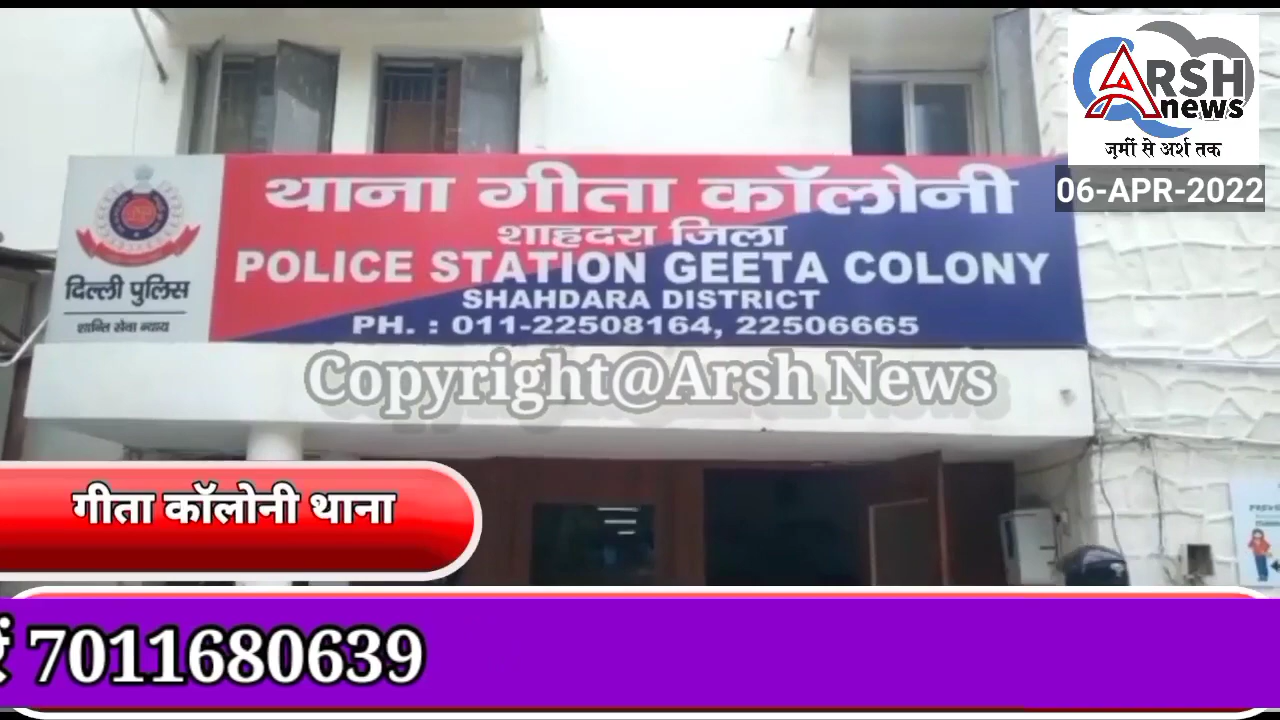 ARSH
news
ज़मीं से अर्श तक
06-APR-2022
थाना गीता कॉलोनी
शाहदरा जिला
POLICE STATION GEETA COLONY
SHAHDARA DISTRICT
PH. : 011-22508164, 22506665
दिल्ली पुलिस
शान्ति सेवा न्याय
Copyright@Arsh News
गीता कॉलोनी थाना
7011680639